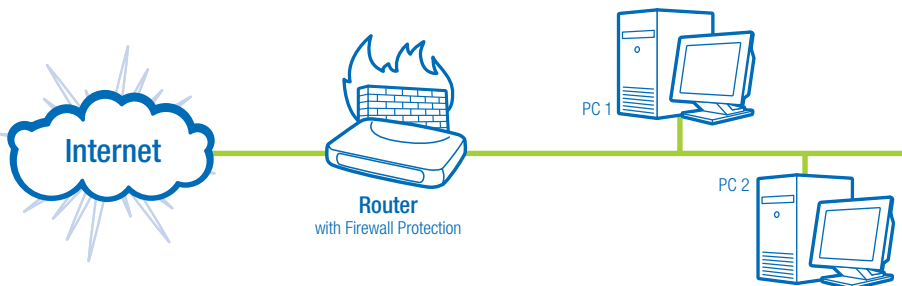 PC 1
Internet
PC 2
Router
with Firewall Protection